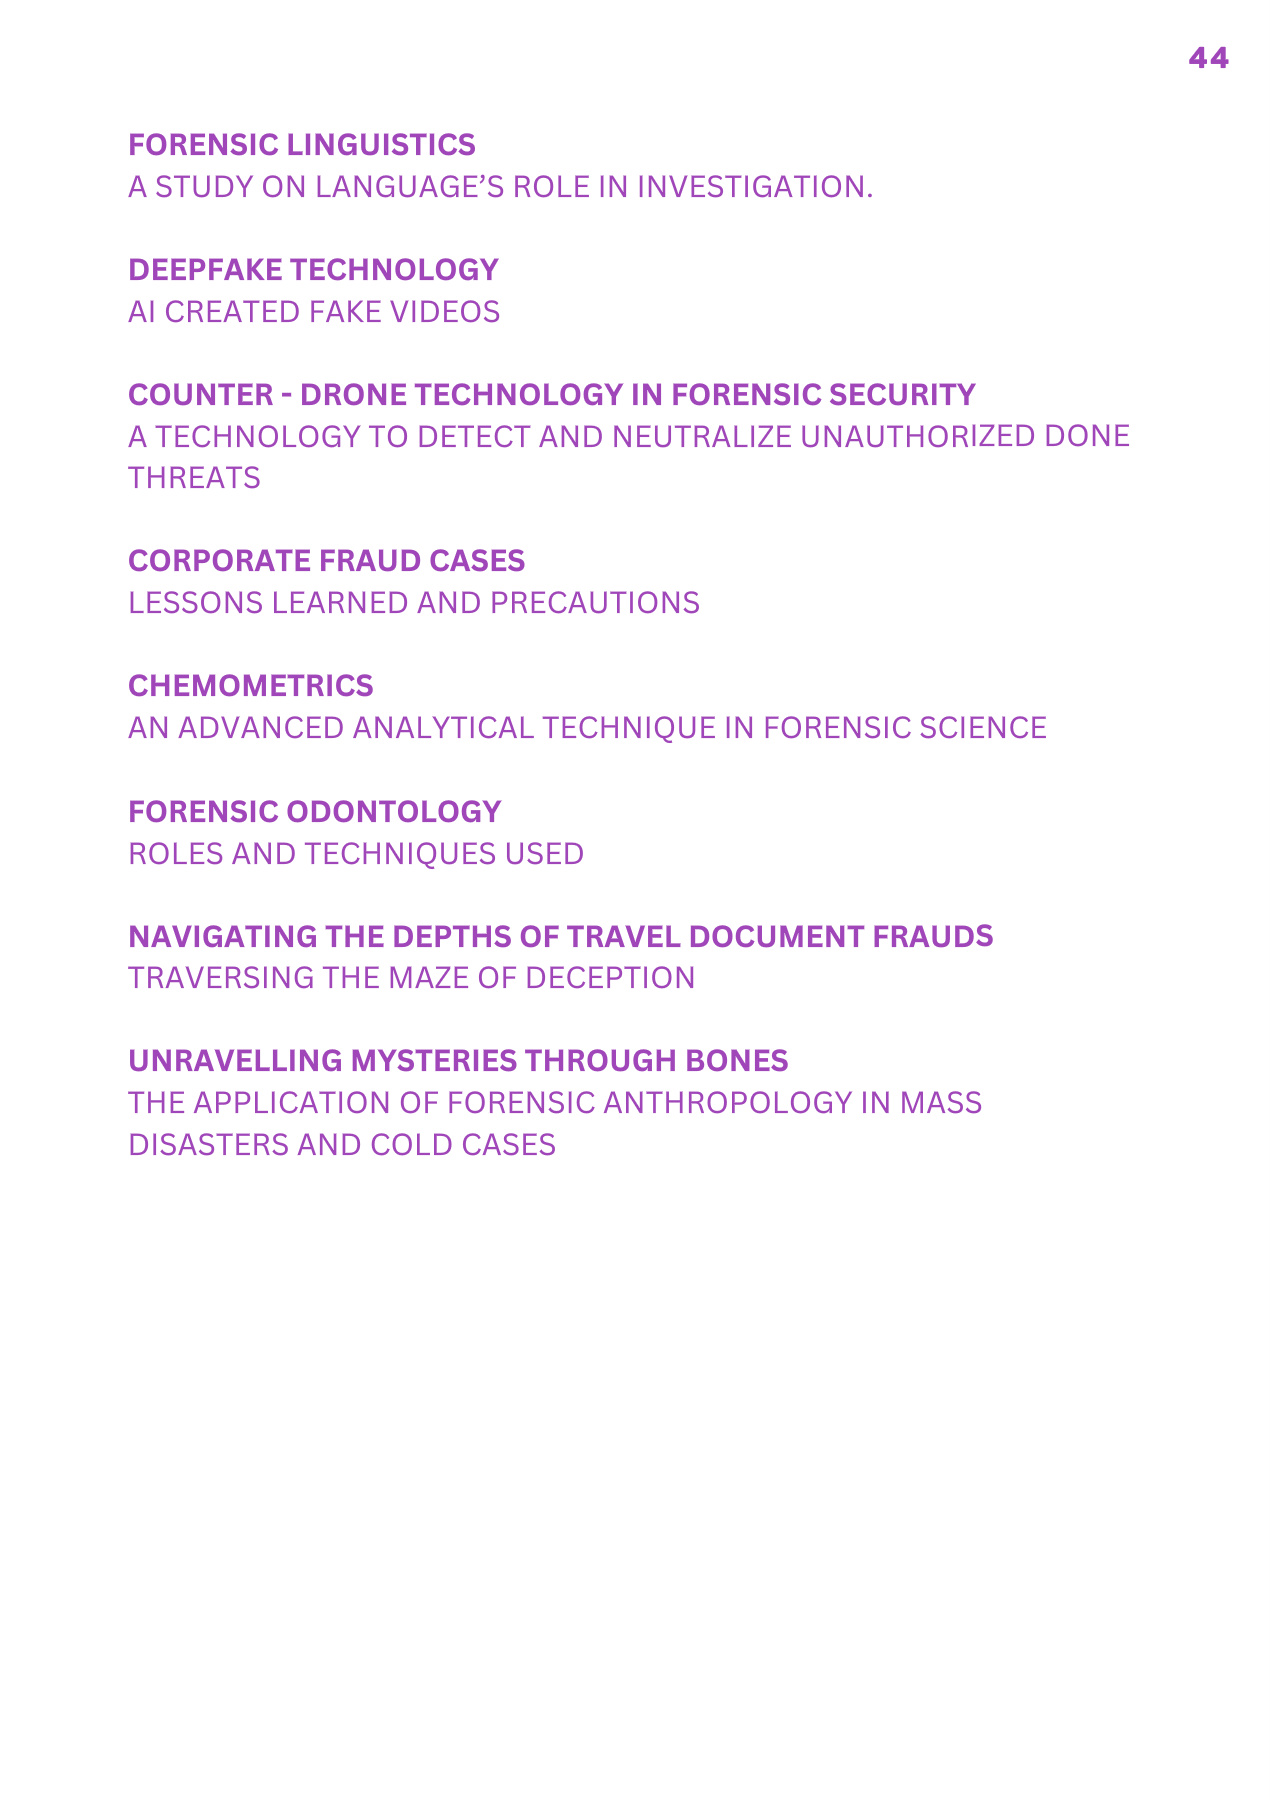 44
FORENSIC LINGUISTICS
A STUDY ON LANGUAGE’S ROLE IN INVESTIGATION.
DEEPFAKE TECHNOLOGY
AI CREATED FAKE VIDEOS
COUNTER - DRONE TECHNOLOGY IN FORENSIC SECURITY
A TECHNOLOGY TO DETECT AND NEUTRALIZE UNAUTHORIZED DONE
THREATS
CORPORATE FRAUD CASES
LESSONS LEARNED AND PRECAUTIONS
CHEMOMETRICS
AN ADVANCED ANALYTICAL TECHNIQUE IN FORENSIC SCIENCE
FORENSIC ODONTOLOGY
ROLES AND TECHNIQUES USED
NAVIGATING THE DEPTHS OF TRAVEL DOCUMENT FRAUDS
TRAVERSING THE MAZE OF DECEPTION
UNRAVELLING MYSTERIES THROUGH BONES
THE APPLICATION OF FORENSIC ANTHROPOLOGY IN MASS
DISASTERS AND COLD CASES